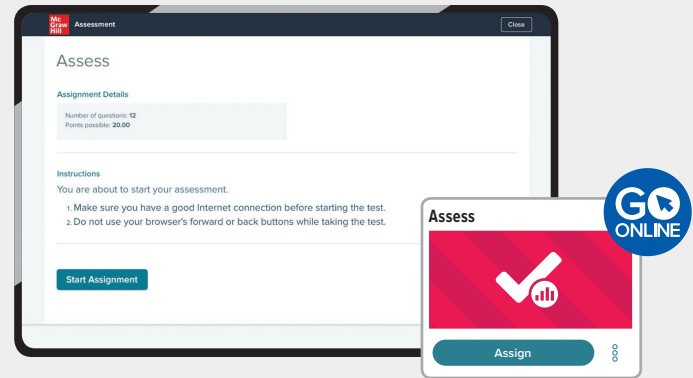 Mc
Graw
Hill
Assessment
Close
Assess
Assignment Details
Number of questions: 12
Points possible: 20.00
Instructions
You are about to start your assessment.
1. Make sure you have a good Internet connection before starting the test.
2. Do not use your browser's forward or back buttons while taking the test.
Start Assignment
Assess
Assign
GO
ONLINE